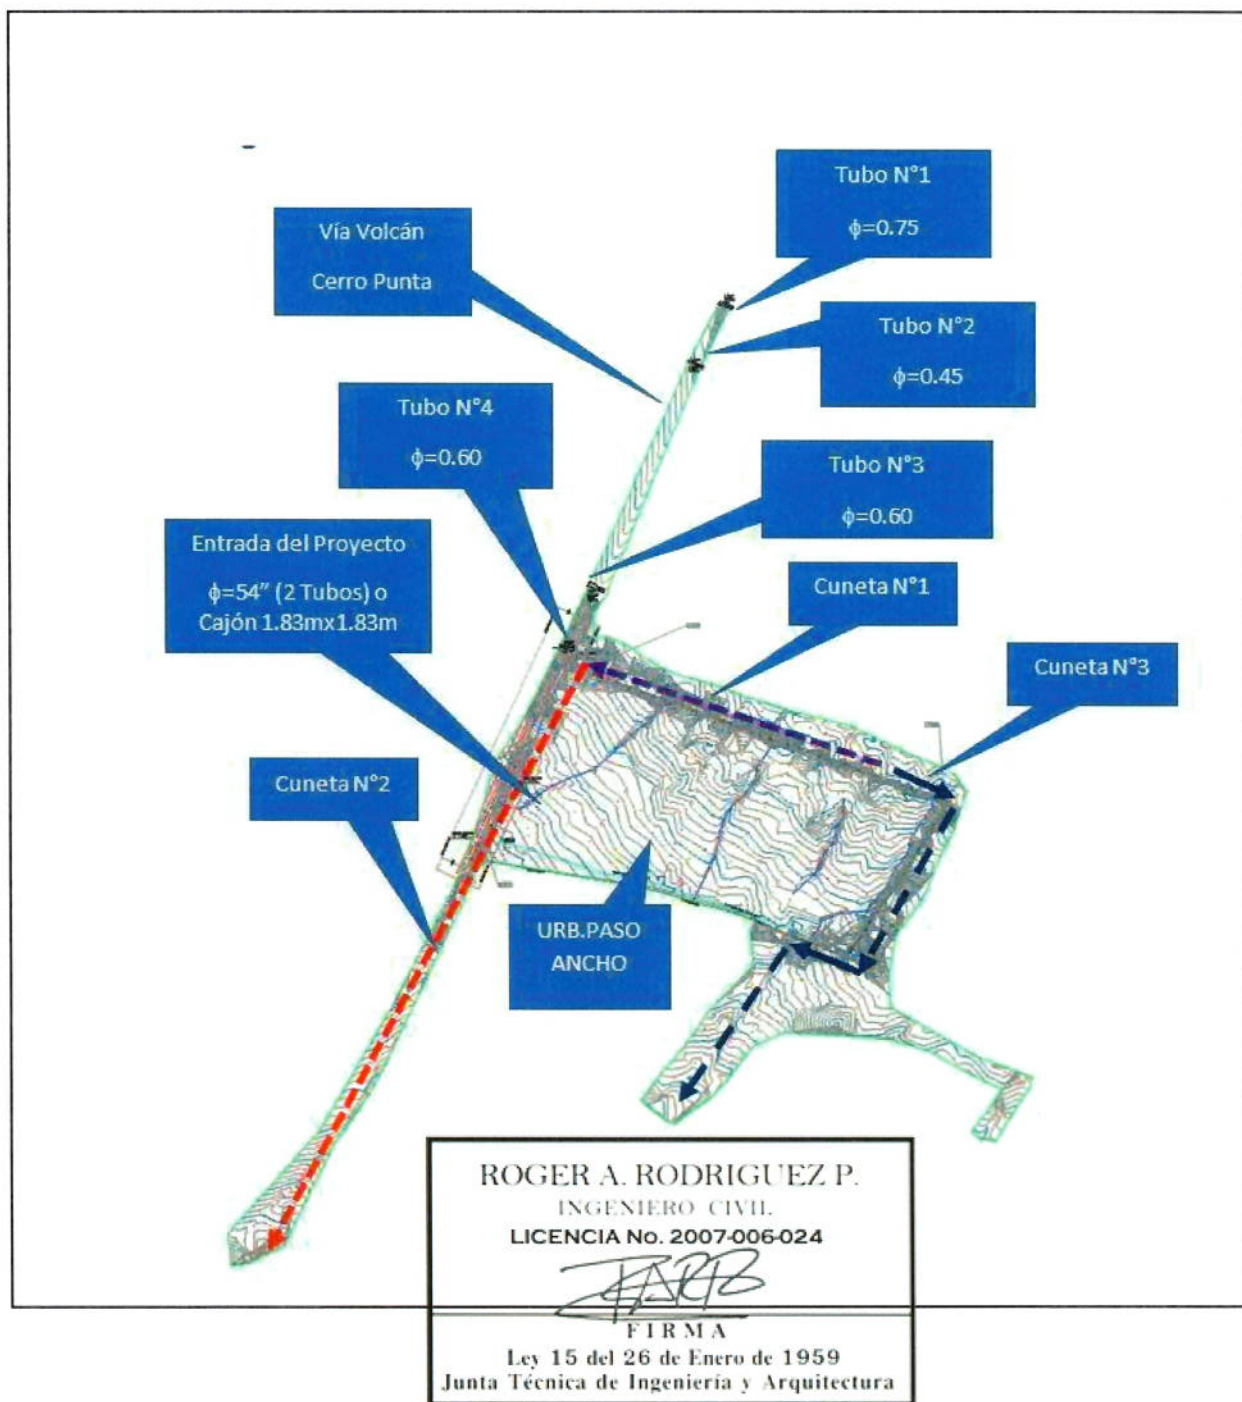 Tubo N°1
ϕ=0.75
Vía Volcán
Cerro Punta
Tubo N°2
ϕ=0.45
Tubo N°4
ϕ=0.60
Tubo N°3
ϕ=0.60
Entrada del Proyecto
ϕ=54” (2 Tubos) o
Cajón 1.83mx1.83m
Cuneta N°1
Cuneta N°3
Cuneta N°2
URB.PASO
ANCHO
ROGER A. RODRIGUEZ P.
INGENIERO CIVIL
LICENCIA No. 2007-006-024
FIRMA
Ley 15 del 26 de Enero de 1959
Junta Técnica de Ingeniería y Arquitectura